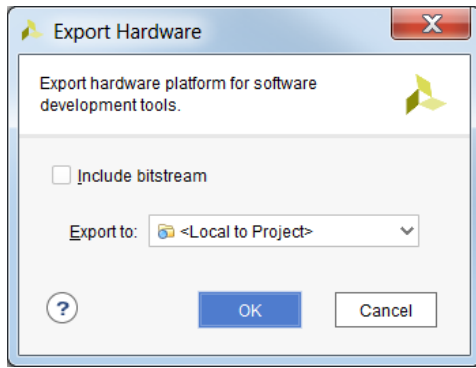 Export Hardware
Export hardware platform for software
development tools.
Include bitstream
Export to: <Local to Project>
?
OK Cancel